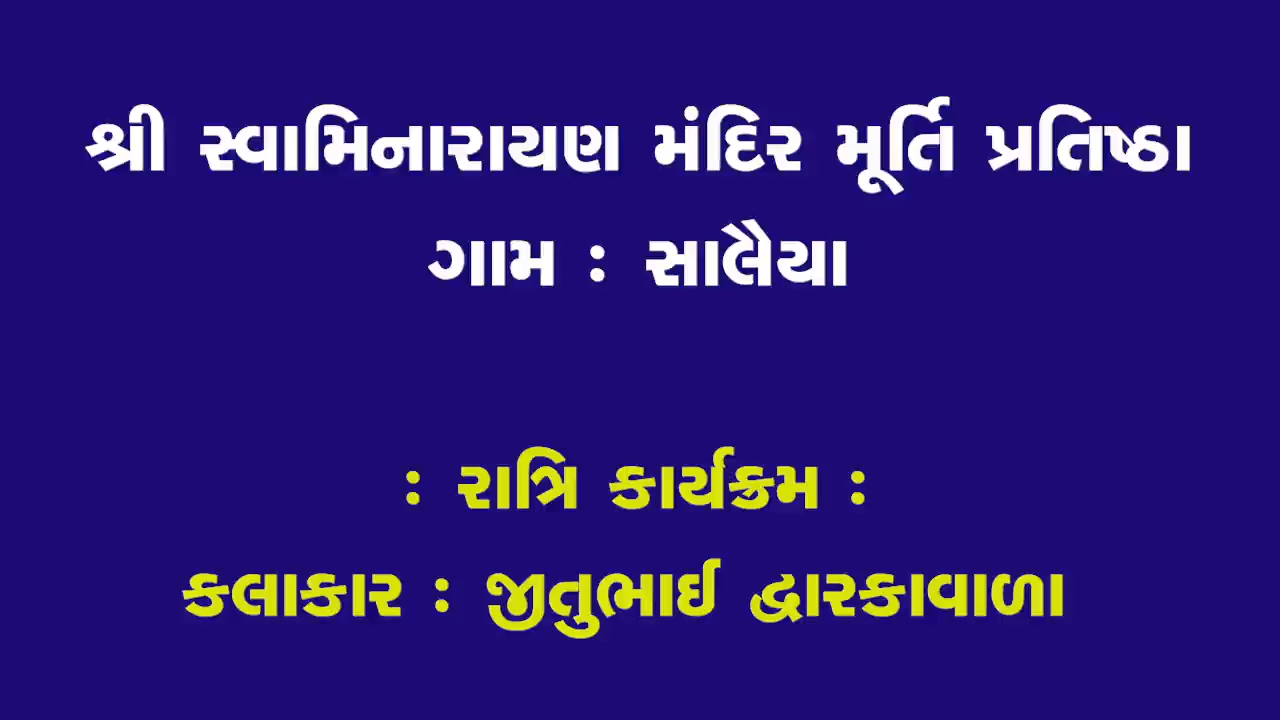 શ્રી સ્વામિનારાયણ મંદિર મૂર્તિ પ્રતિષ્ઠા
ગામ : સાલૈયા
: રાત્રિ કાર્યક્રમ :
કલાકાર : જીતુભાઈ દ્વારકાવાળા